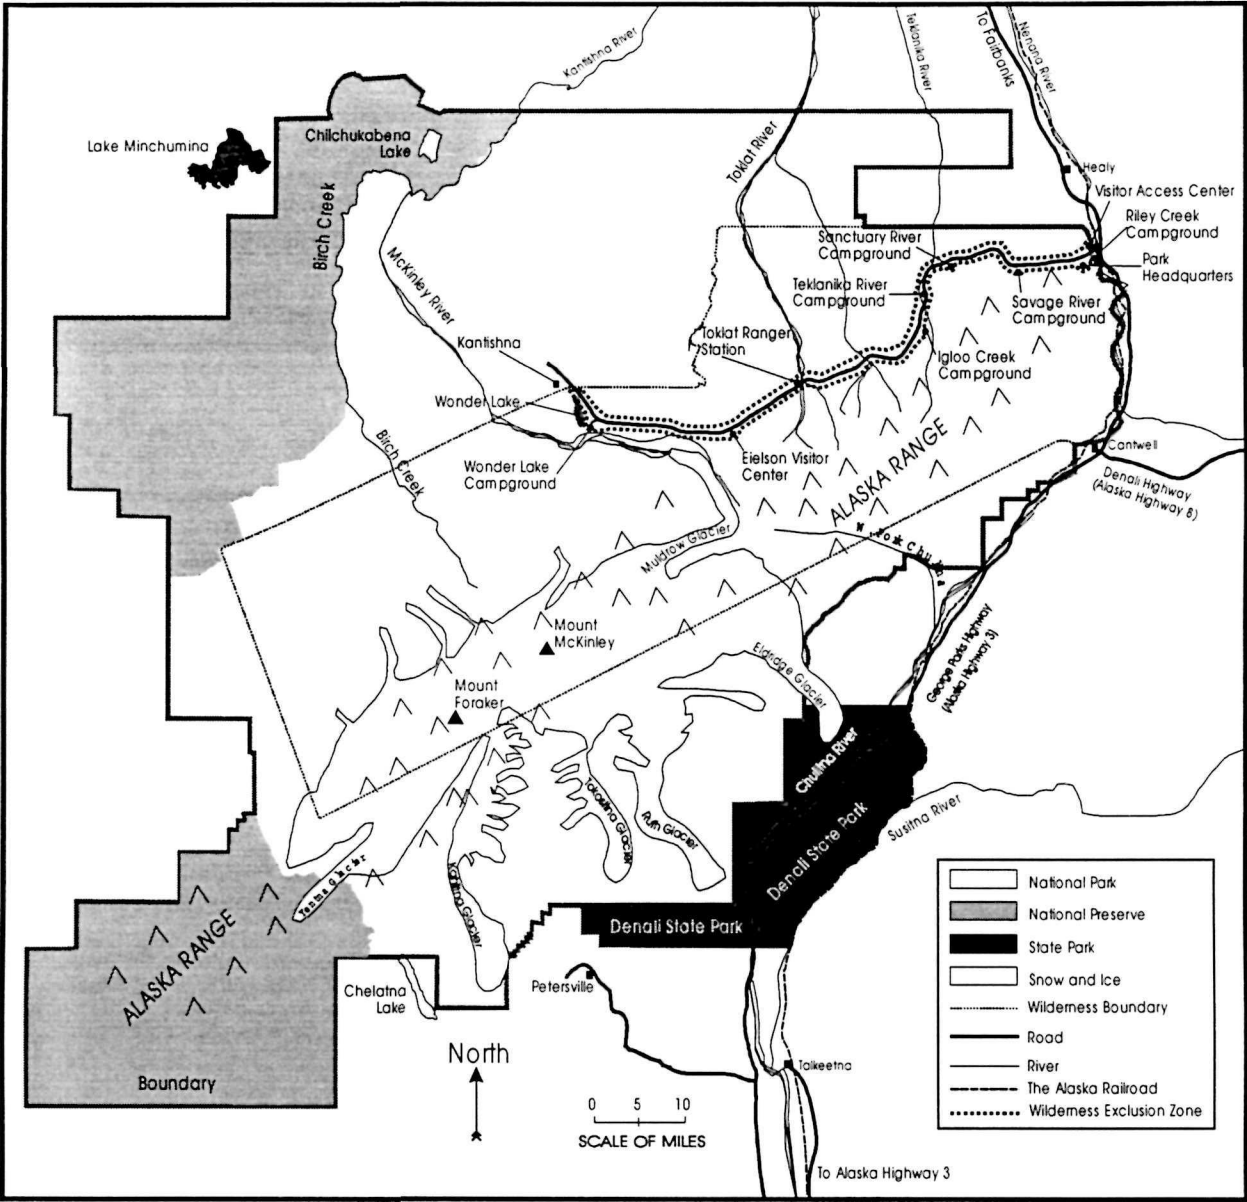 Kantishna River
Teklanika River
To Fairbanks
Nenana River
Lake Minchumina
Chilchukabena
Lake
Toklat River
Healy
Visitor Access Center
Riley Creek
Campground
Birch Creek
Sanctuary River
Campground
Park
Headquarters
McKinley River
Teklanika River
Campground
Savage River
Campground
Kantishna
Toklat Ranger
Station
Igloo Creek
Campground
Wonder Lake
Birch Creek
Wonder Lake
Campground
Eielson Visitor
Center
ALASKA RANGE
Cantwell
Denali Highway
(Alaska Highway 8)
Muldrow Glacier
W. Fork Chulitna
Mount
McKinley
George Parks Highway
(Alaska Highway 3)
Eldridge Glacier
Mount
Foraker
Chulitna River
Denali State Park
Susitna River
Tokositna Glacier
Ruth Glacier
Yentna Glacier
Kahiltna Glacier
ALASKA RANGE
Denali State Park
Chelatna
Lake
Petersville
Boundary
North
0 5 10
SCALE OF MILES
Talkeetna
To Alaska Highway 3
National Park
National Preserve
State Park
Snow and Ice
Wilderness Boundary
Road
River
The Alaska Railroad
Wilderness Exclusion Zone